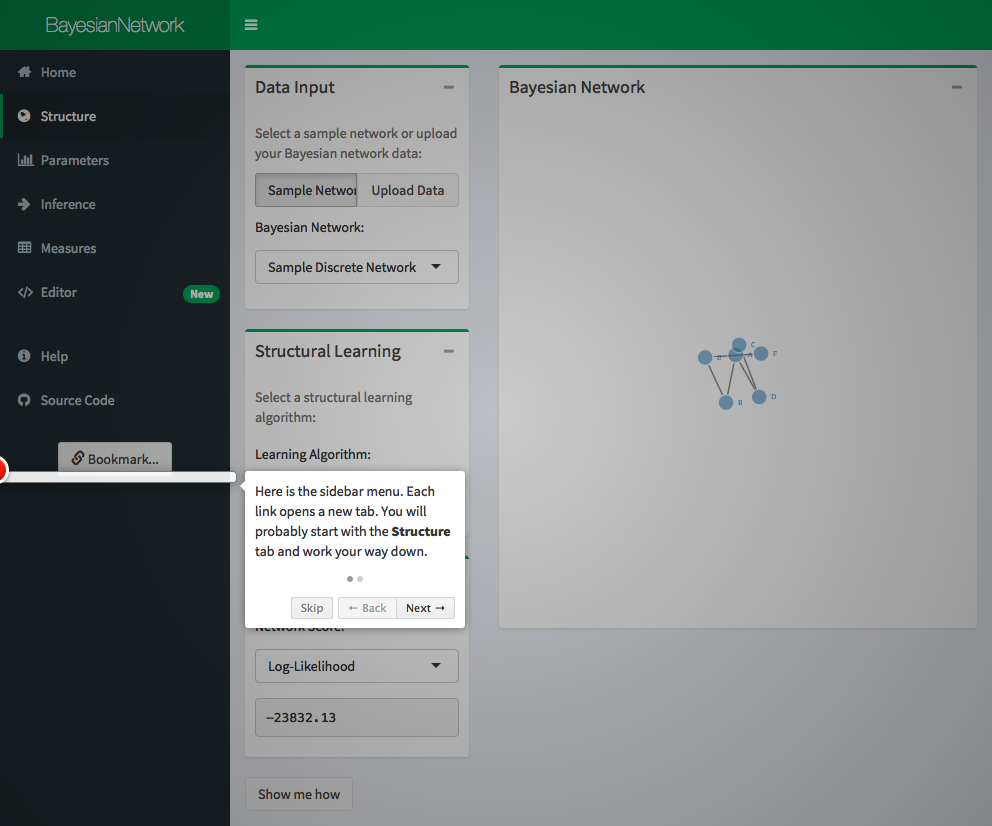 BayesianNetwork
Home
Structure
Parameters
Inference
Measures
Editor
New
Help
Source Code
Bookmark...
Data Input
Select a sample network or upload
your Bayesian network data:
Sample Networ
Upload Data
Bayesian Network:
Sample Discrete Network
Structural Learning
Select a structural learning
algorithm:
Learning Algorithm:
Here is the sidebar menu. Each
link opens a new tab. You will
probably start with the Structure
tab and work your way down.
Skip
← Back
Next →
Network Score:
Log-Likelihood
−23832.13
Show me how
Bayesian Network
C
E
A
F
B
D